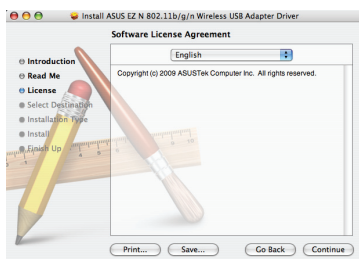 Install ASUS EZ N 802.11b/g/n Wireless USB Adapter Driver
Software License Agreement
English
Introduction
Read Me
License
Select Destination
Installation Type
Install
Finish Up
Copyright (c) 2009 ASUSTek Computer Inc. All rights reserved.
Print...
Save...
Go Back
Continue